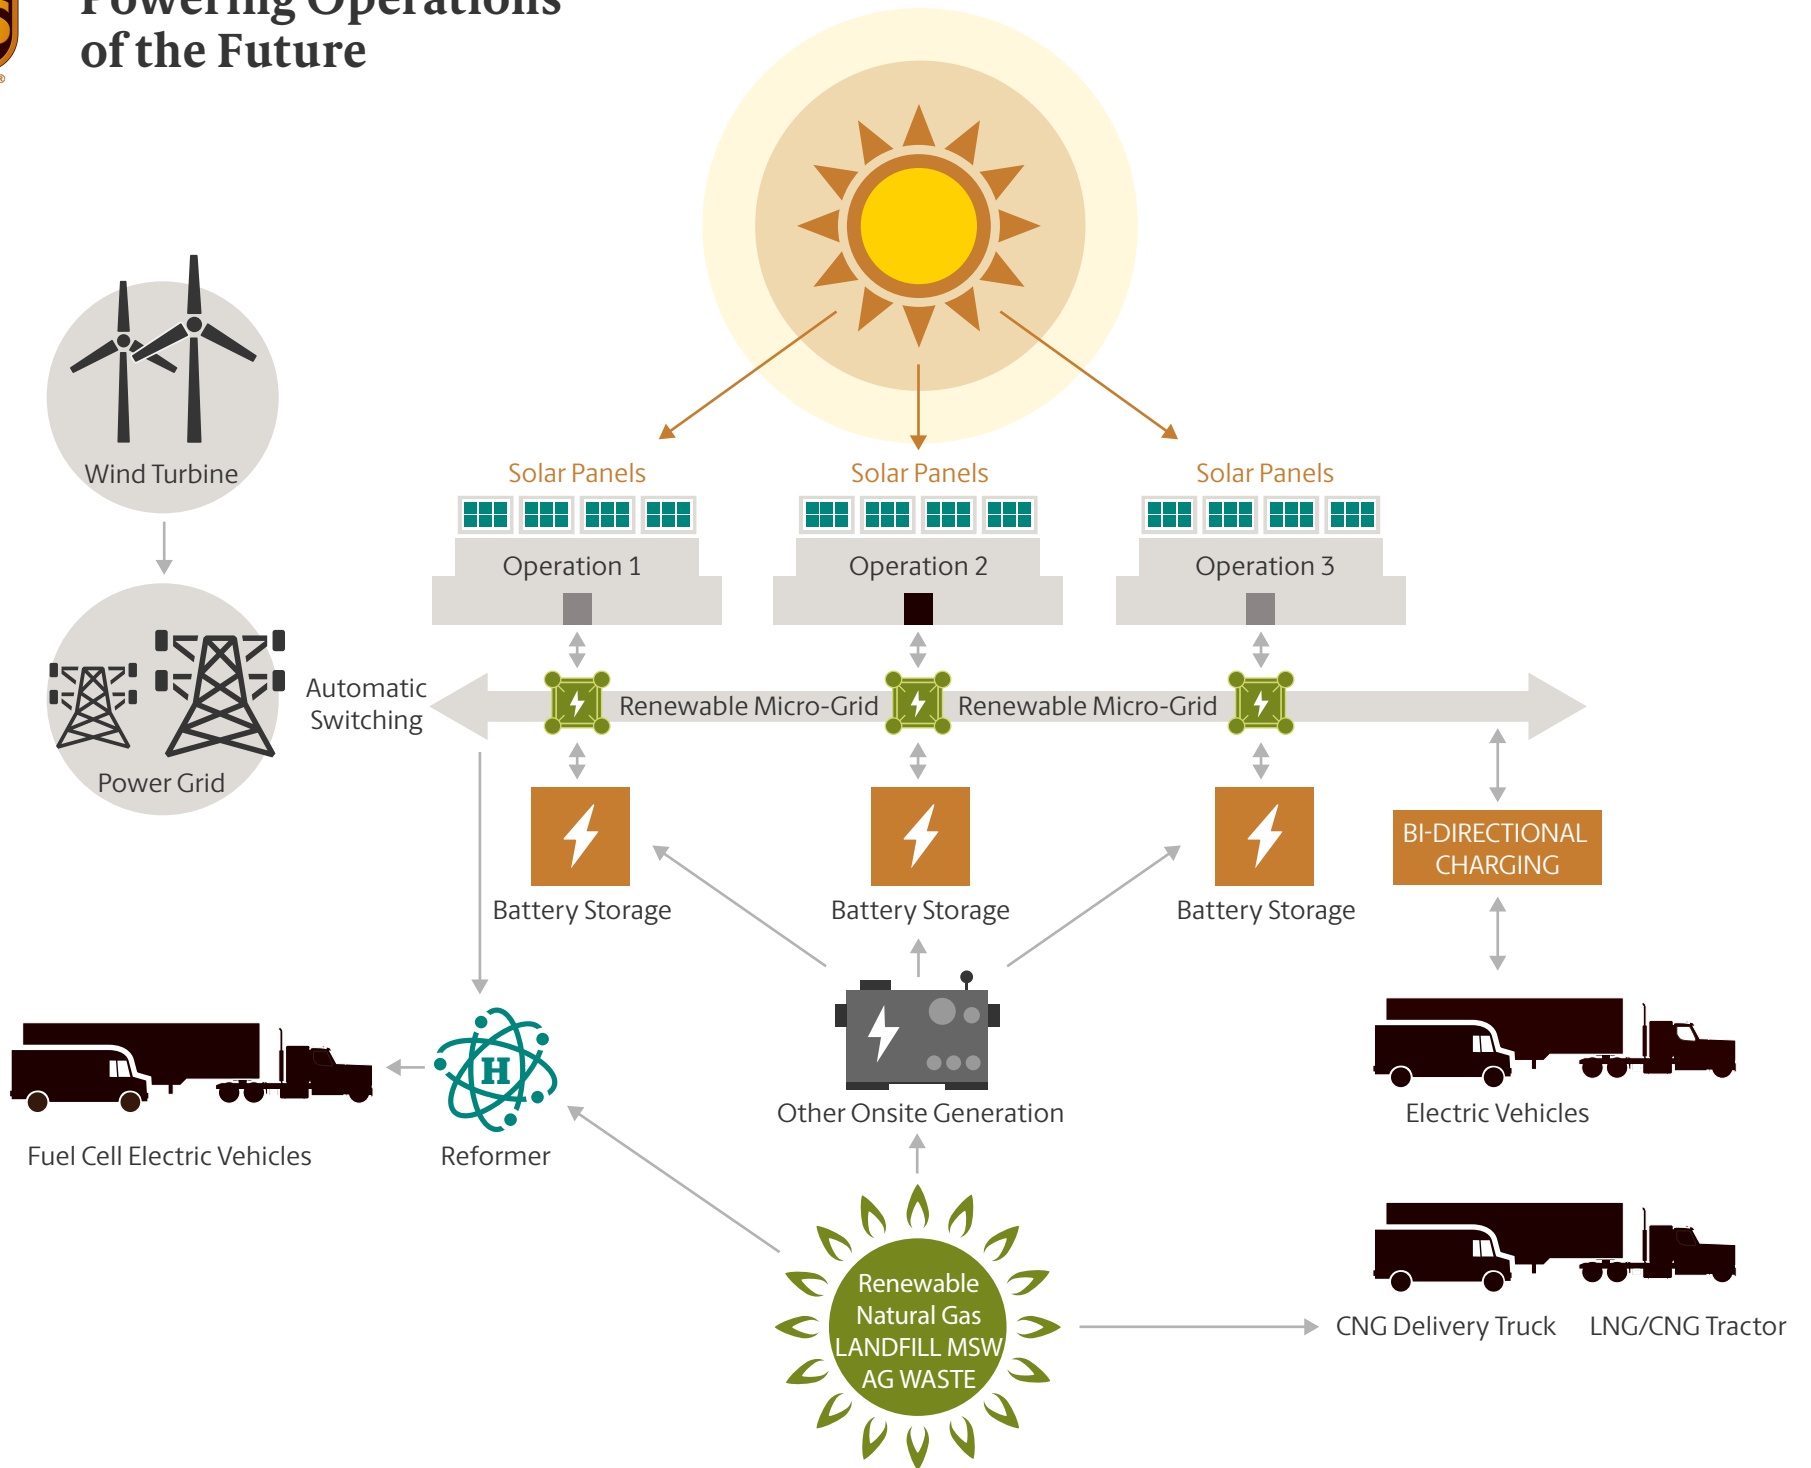 Powering Operations
of the Future
®
Wind Turbine
Solar Panels
Solar Panels
Solar Panels
Operation 1
Operation 2
Operation 3
Automatic
Switching
Renewable Micro-Grid
Renewable Micro-Grid
Power Grid
BI-DIRECTIONAL
CHARGING
Battery Storage
Battery Storage
Battery Storage
H
Other Onsite Generation
Electric Vehicles
Fuel Cell Electric Vehicles
Reformer
Renewable
Natural Gas
LANDFILL MSW
AG WASTE
CNG Delivery Truck
LNG/CNG Tractor